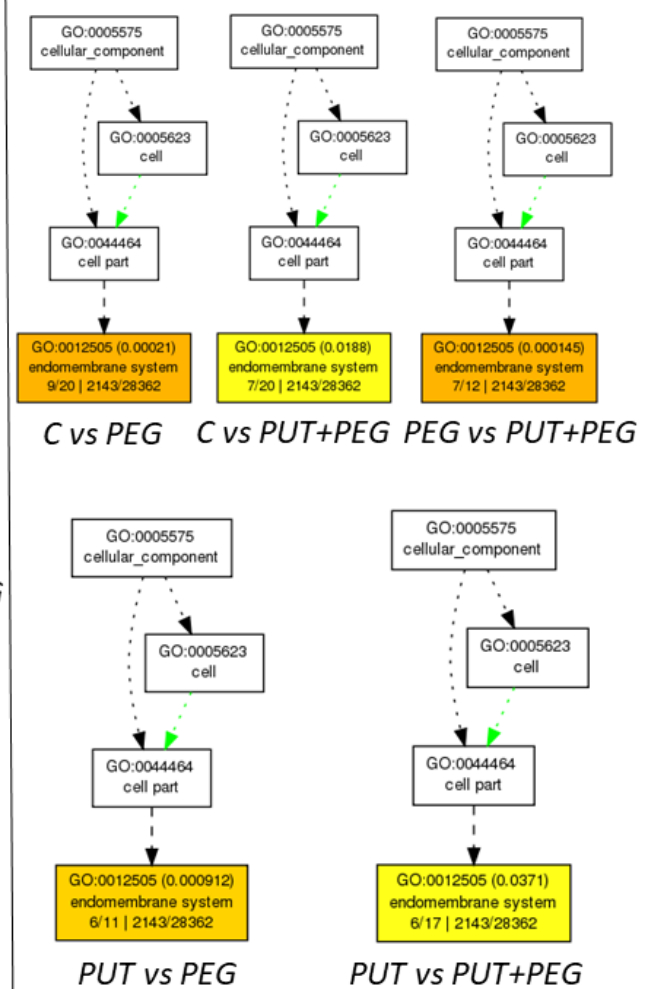 GO:0005575
cellular_component
GO:0005623
cell
GO:0044464
cell part
GO:0012505 (0.00021)
endomembrane system
9/20 | 2143/28362
C vs PEG
GO:0005575
cellular_component
GO:0005623
cell
GO:0044464
cell part
GO:0012505 (0.0188)
endomembrane system
7/20 | 2143/28362
C vs PUT+PEG
GO:0005575
cellular_component
GO:0005623
cell
GO:0044464
cell part
GO:0012505 (0.000145)
endomembrane system
7/12 | 2143/28362
PEG vs PUT+PEG
GO:0005575
cellular_component
GO:0005623
cell
GO:0044464
cell part
GO:0012505 (0.000912)
endomembrane system
6/11 | 2143/28362
PUT vs PEG
GO:0005575
cellular_component
GO:0005623
cell
GO:0044464
cell part
GO:0012505 (0.0371)
endomembrane system
6/17 | 2143/28362
PUT vs PUT+PEG